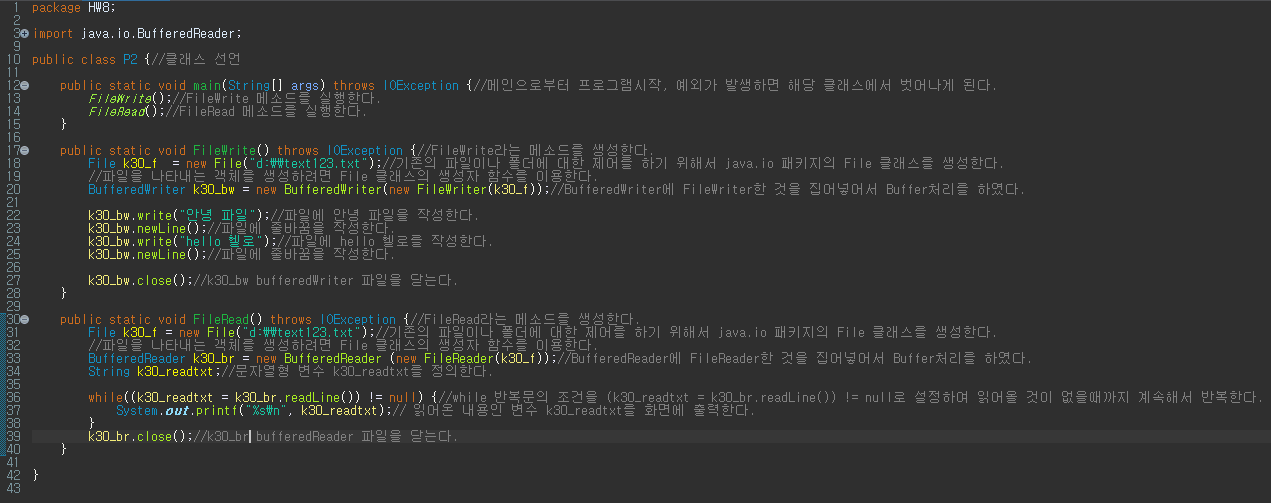 1 package HW8;
2
3 import java.io.BufferedReader;
9
10 public class P2 {//클래스 선언
11
12 public static void main(String[] args) throws IOException {//메인으로부터 프로그램시작, 예외가 발생하면 해당 클래스에서 벗어나게 된다.
13 FileWrite();//FileWrite 메소드를 실행한다.
14 FileRead();//FileRead 메소드를 실행한다.
15 }
16
17 public static void FileWrite() throws IOException {//FileWrite라는 메소드를 생성한다.
18 File k30_f  = new File("d:₩₩text123.txt");//기존의 파일이나 폴더에 대한 제어를 하기 위해서 java.io 패키지의 File 클래스를 생성한다.
19 //파일을 나타내는 객체를 생성하려면 File 클래스의 생성자 함수를 이용한다.
20 BufferedWriter k30_bw = new BufferedWriter(new FileWriter(k30_f));//BufferedWriter에 FileWriter한 것을 집어넣어서 Buffer처리를 하였다.
21
22 k30_bw.write("안녕 파일");//파일에 안녕 파일을 작성한다.
23 k30_bw.newLine();//파일에 줄바꿈을 작성한다.
24 k30_bw.write("hello 헬로");//파일에 hello 헬로를 작성한다.
25 k30_bw.newLine();//파일에 줄바꿈을 작성한다.
26
27 k30_bw.close();//k30_bw bufferedWriter 파일을 닫는다.
28 }
29
30 public static void FileRead() throws IOException {//FileRead라는 메소드를 생성한다.
31 File k30_f = new File("d:₩₩text123.txt");//기존의 파일이나 폴더에 대한 제어를 하기 위해서 java.io 패키지의 File 클래스를 생성한다.
32 //파일을 나타내는 객체를 생성하려면 File 클래스의 생성자 함수를 이용한다.
33 BufferedReader k30_br = new BufferedReader (new FileReader(k30_f));//BufferedReader에 FileReader한 것을 집어넣어서 Buffer처리를 하였다.
34 String k30_readtxt;//문자열형 변수 k30_readtxt를 정의한다.
35
36 while((k30_readtxt = k30_br.readLine()) != null) {//while 반복문의 조건을 (k30_readtxt = k30_br.readLine()) != null로 설정하여 읽어올 것이 없을때까지 계속해서 반복한다.
37 System.out.printf("%s₩n", k30_readtxt);// 읽어온 내용인 변수 k30_readtxt를 화면에 출력한다.
38 }
39 k30_br.close();//k30_br bufferedReader 파일을 닫는다.
40 }
41
42 }
43